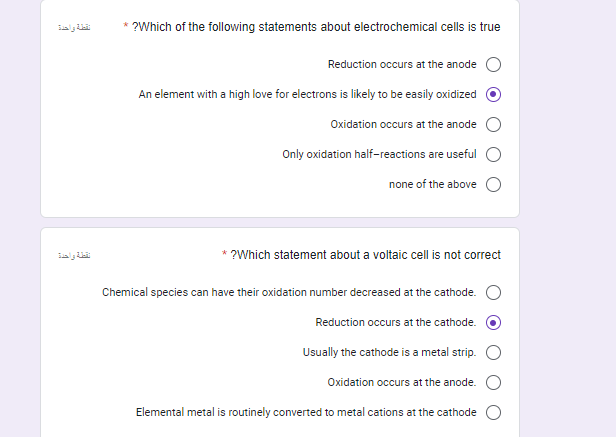 * ?Which of the following statements about electrochemical cells is true
نقطة واحدة
Reduction occurs at the anode
An element with a high love for electrons is likely to be easily oxidized
Oxidation occurs at the anode
Only oxidation half-reactions are useful
none of the above
* ?Which statement about a voltaic cell is not correct
نقطة واحدة
Chemical species can have their oxidation number decreased at the cathode.
Reduction occurs at the cathode.
Usually the cathode is a metal strip.
Oxidation occurs at the anode.
Elemental metal is routinely converted to metal cations at the cathode